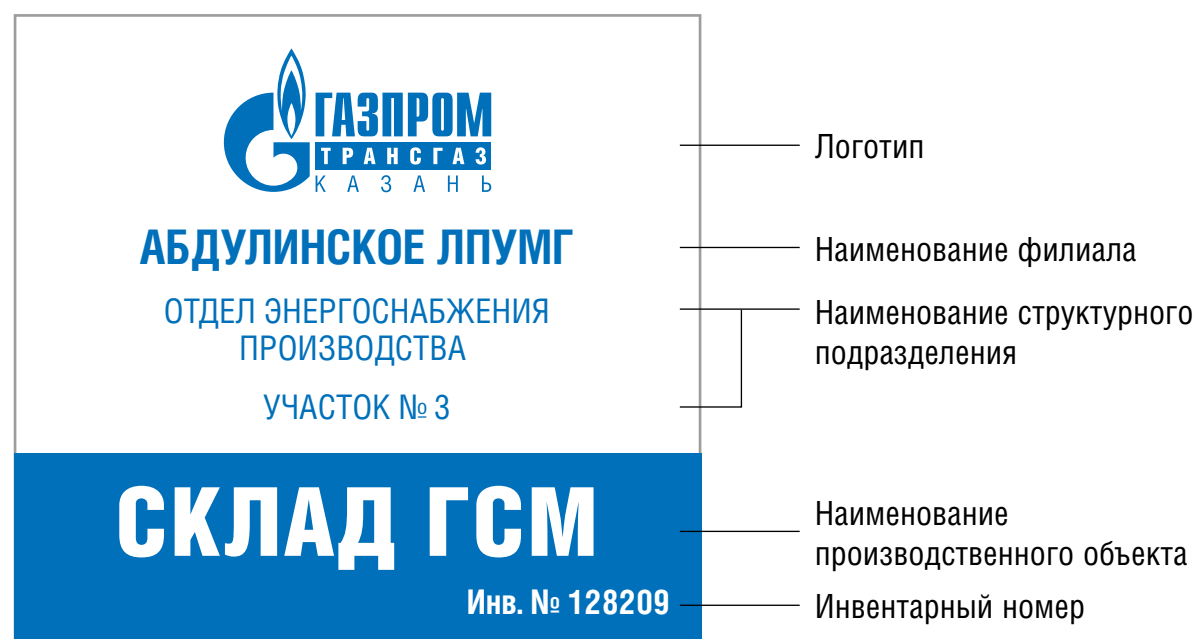 ГАЗПРОМ
ТРАНСГАЗ
КАЗАНЬ
Логотип
АБДУЛИНСКОЕ ЛПУМГ
Наименование филиала
ОТДЕЛ ЭНЕРГОСНАБЖЕНИЯ
ПРОИЗВОДСТВА
УЧАСТОК № 3
Наименование структурного
подразделения
СКЛАД ГСМ
Наименование
производственного объекта
Инв. № 128209
Инвентарный номер